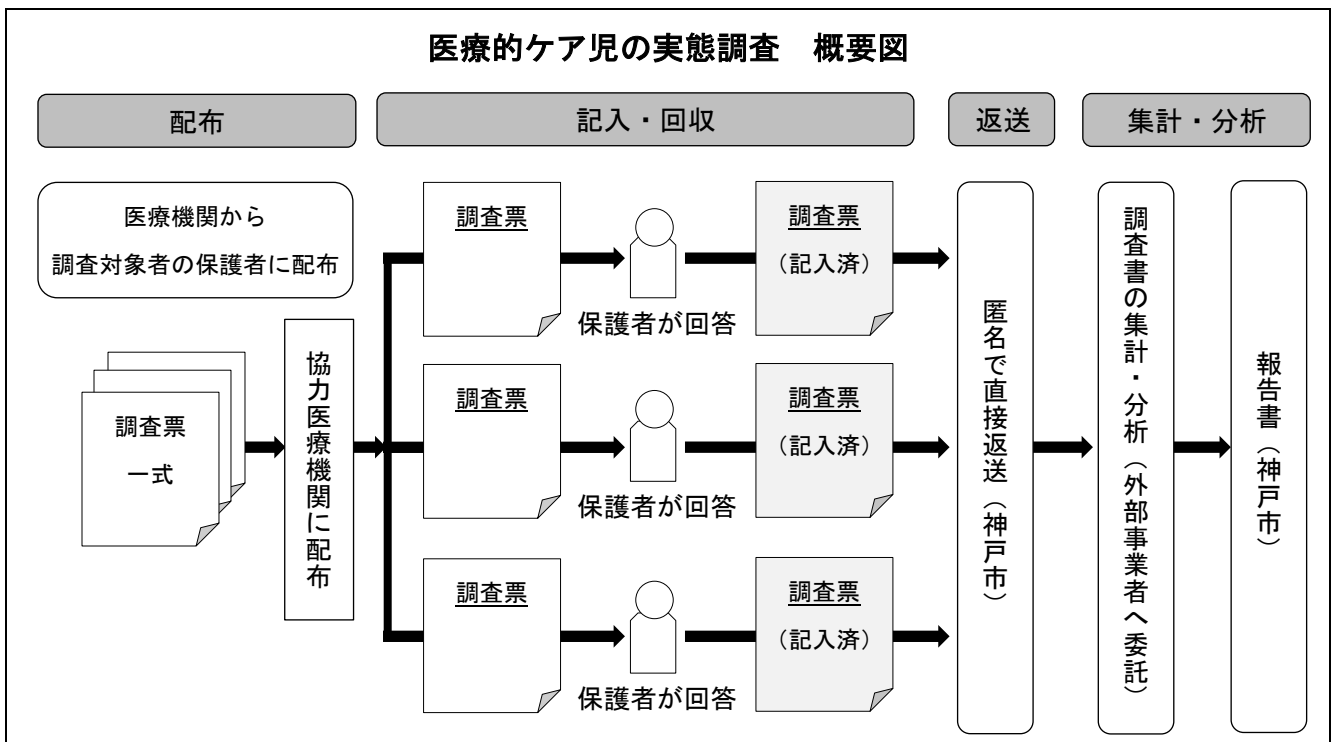 医療的ケア児の実態調査　概要図
配布
記入・回収
返送
集計・分析
医療機関から
調査対象者の保護者に配布
調査票
一式
協力医療機関に配布
調査票
保護者が回答
調査票
（記入済）
調査票
保護者が回答
調査票
（記入済）
調査票
保護者が回答
調査票
（記入済）
匿名で直接返送（神戸市）
調査書の集計・分析（外部事業者へ委託）
報告書（神戸市）